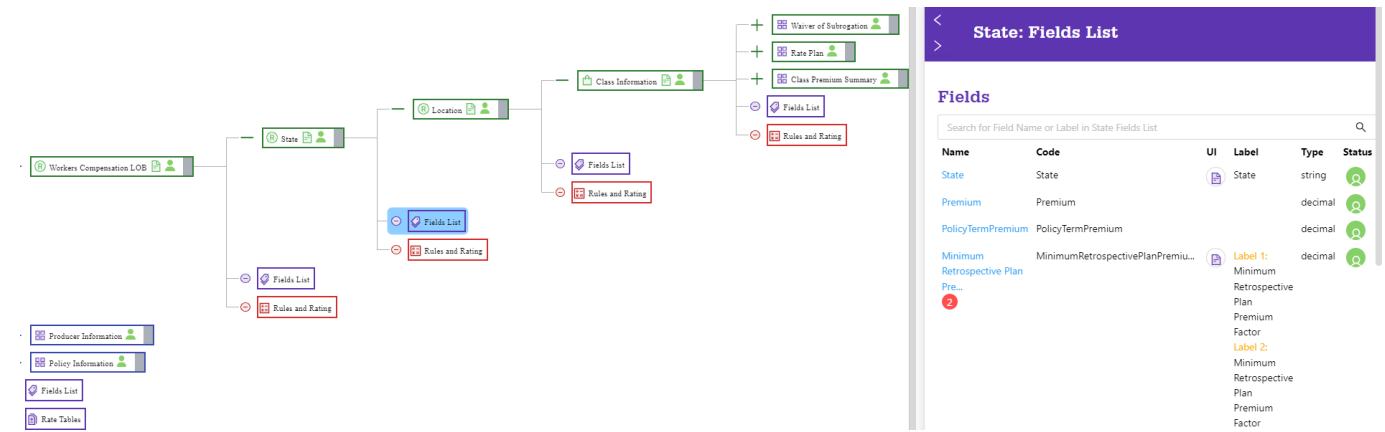 Waiver of Subrogation
Rate Plan
Class Information
Class Premium Summary
R Location
Fields List
R State
Rules and Rating
R Workers Compensation LOB
Fields List
Rules and Rating
Fields List
Rules and Rating
Fields List
Rules and Rating
Producer Information
Policy Information
Fields List
Rate Tables
< State: Fields List
>
Fields
Search for Field Name or Label in State Fields List
Name Code UI Label Type Status
State State State string
Premium Premium decimal
PolicyTermPremium PolicyTermPremium decimal
Minimum MinimumRetrospectivePlanPremiu... Label 1: decimal
Retrospective Plan Minimum
Pre... Retrospective
2 Plan
Premium
Factor
Label 2:
Minimum
Retrospective
Plan
Premium
Factor